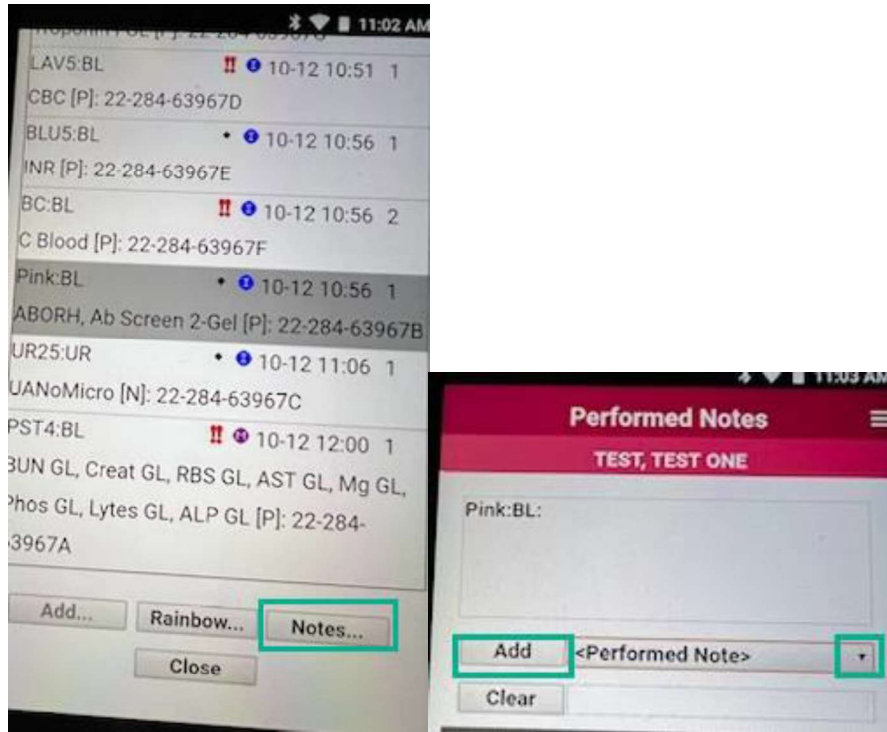 11:02 AM
LAV5:BL 10-12 10:51 1
CBC [P]: 22-284-63967D
BLU5:BL 10-12 10:56 1
INR [P]: 22-284-63967E
BC:BL 10-12 10:56 2
C Blood [P]: 22-284-63967F
Pink:BL 10-12 10:56 1
ABORH, Ab Screen 2-Gel [P]: 22-284-63967B
UR25:UR 10-12 11:06 1
UANoMicro [N]: 22-284-63967C
PST4:BL 10-12 12:00 1
BUN GL, Creat GL, RBS GL, AST GL, Mg GL,
Phos GL, Lytes GL, ALP GL [P]: 22-284-
63967A
Add...
Rainbow...
Notes...
Close
11:03 AM
Performed Notes
TEST, TEST ONE
Pink:BL:
Add <Performed Note>
Clear